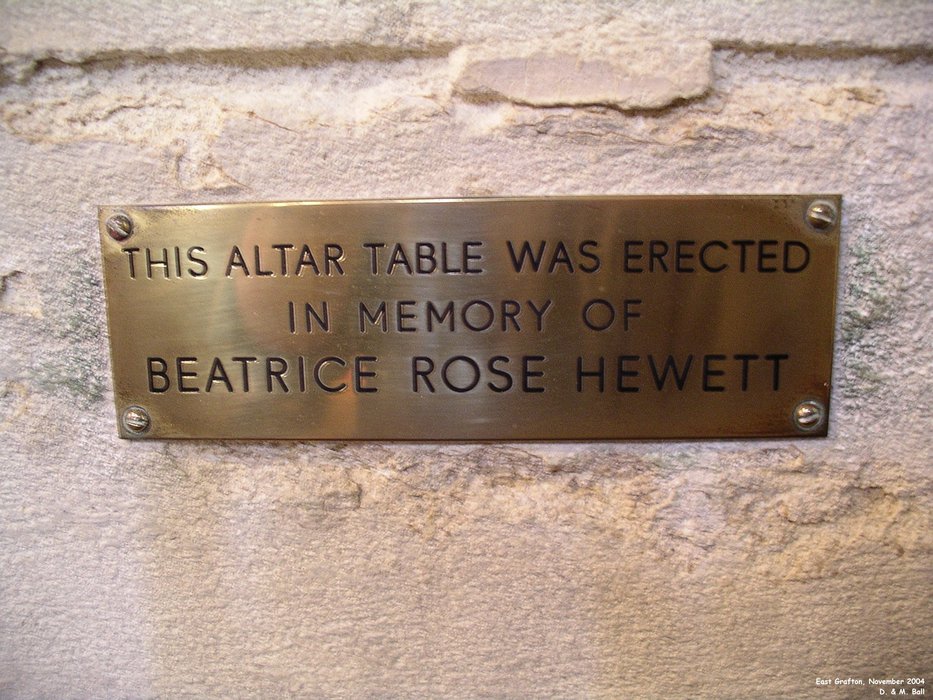 THIS ALTAR TABLE WAS ERECTED
IN MEMORY OF
BEATRICE ROSE HEWETT
East Grafton, November 2004
D. & M. Ball